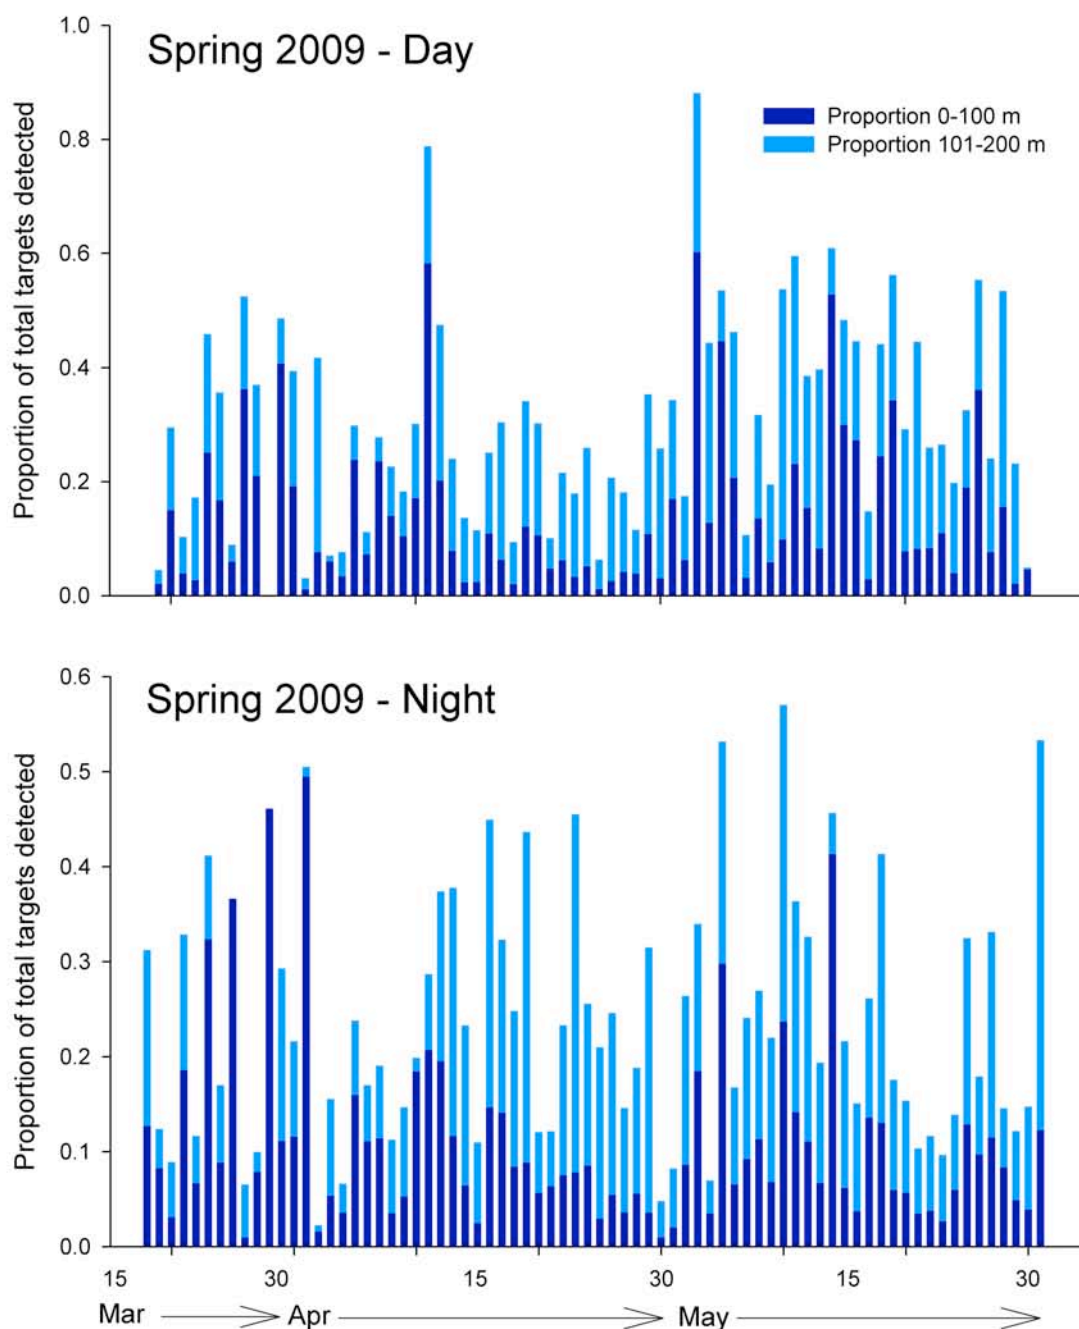 Spring 2009 - Day
Proportion of total targets detected
1.0
0.8
0.6
0.4
0.2
0.0
Proportion 0-100 m
Proportion 101-200 m
Spring 2009 - Night
Proportion of total targets detected
0.6
0.5
0.4
0.3
0.2
0.1
0.0
15 30 15 30 15 30
Mar Apr May